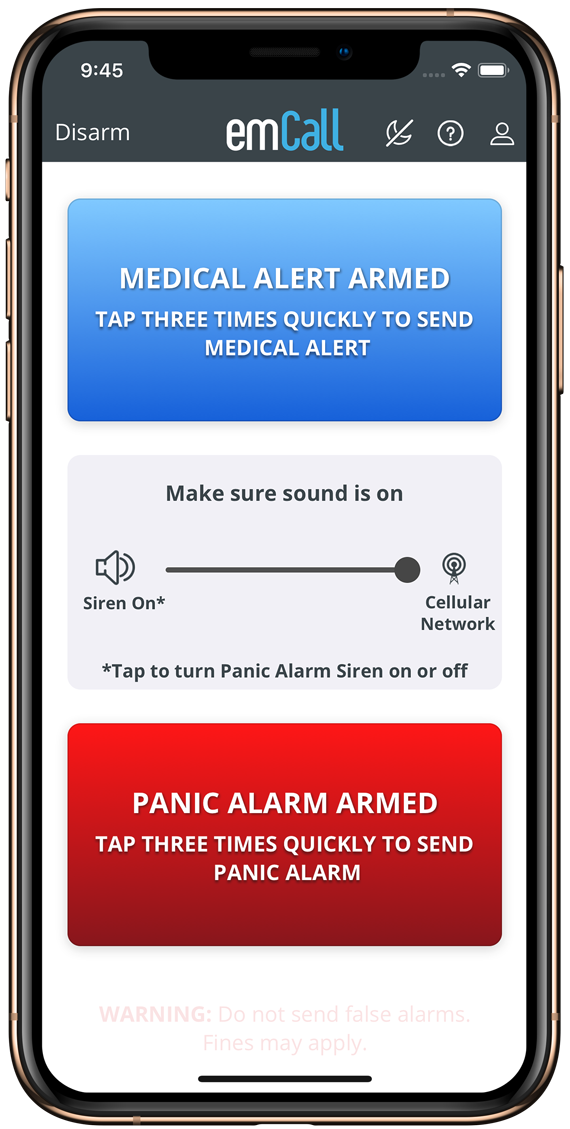 9:45
Disarm
emCall
MEDICAL ALERT ARMED
TAP THREE TIMES QUICKLY TO SEND
MEDICAL ALERT
Make sure sound is on
Siren On*
Cellular
Network
*Tap to turn Panic Alarm Siren on or off
PANIC ALARM ARMED
TAP THREE TIMES QUICKLY TO SEND
PANIC ALARM
WARNING: Do not send false alarms.
Fines may apply.